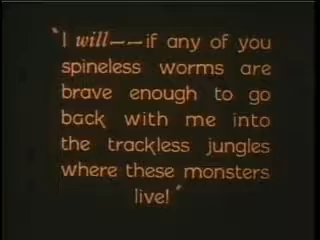 "I will——if any of you
spineless worms are
brave enough to go
back with me into
the trackless jungles
where these monsters
live!"